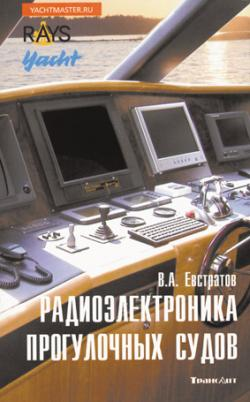 YACHTMASTER.RU
RAYS
Yacht
В.А. ЕВСТРАТОВ
РАДИОЭЛЕКТРОНИКА
ПРОГУЛОЧНЫХ СУДОВ
ТРАНСЛИТ